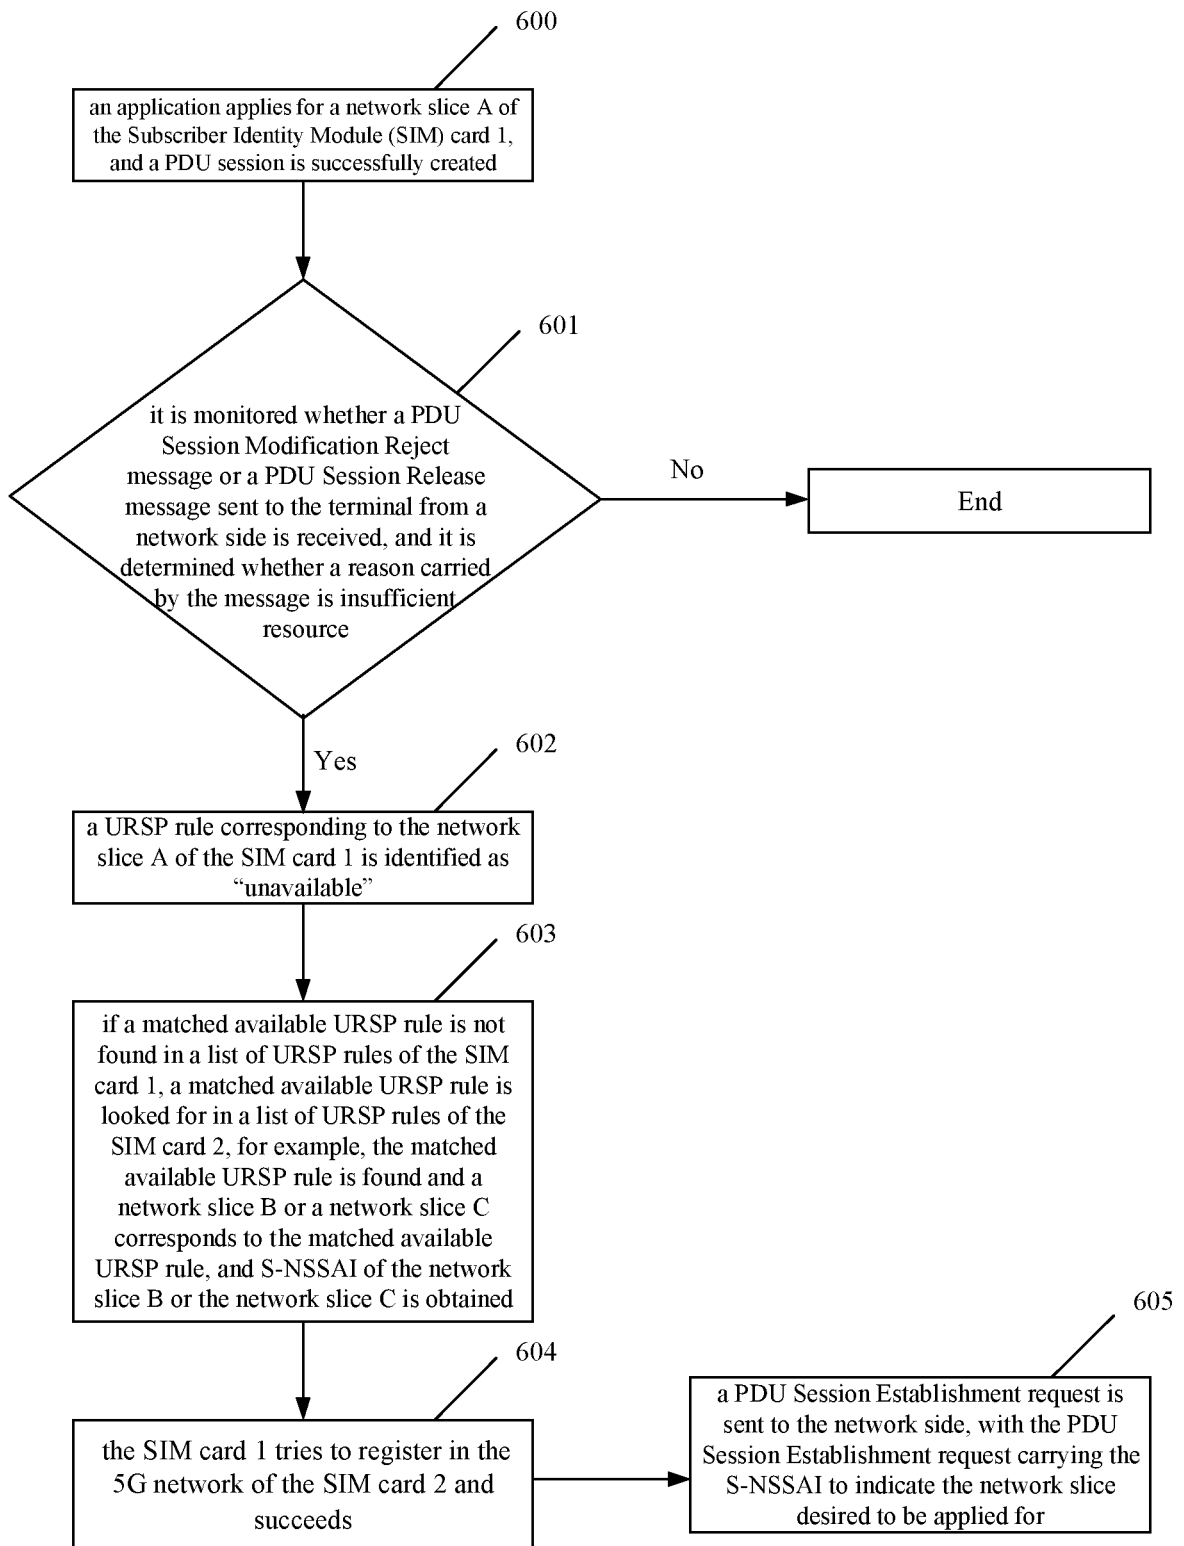 600
an application applies for a network slice A of
the Subscriber Identity Module (SIM) card 1,
and a PDU session is successfully created
601
it is monitored whether a PDU
Session Modification Reject
message or a PDU Session Release
message sent to the terminal from a
network side is received, and it is
determined whether a reason carried
by the message is insufficient
resource
No
End
Yes
602
a URSP rule corresponding to the network
slice A of the SIM card 1 is identified as
“unavailable”
603
if a matched available URSP rule is not
found in a list of URSP rules of the SIM
card 1, a matched available URSP rule is
looked for in a list of URSP rules of the
SIM card 2, for example, the matched
available URSP rule is found and a
network slice B or a network slice C
corresponds to the matched available
URSP rule, and S-NSSAI of the network
slice B or the network slice C is obtained
604
the SIM card 1 tries to register in the
5G network of the SIM card 2 and
succeeds
605
a PDU Session Establishment request is
sent to the network side, with the PDU
Session Establishment request carrying the
S-NSSAI to indicate the network slice
desired to be applied for